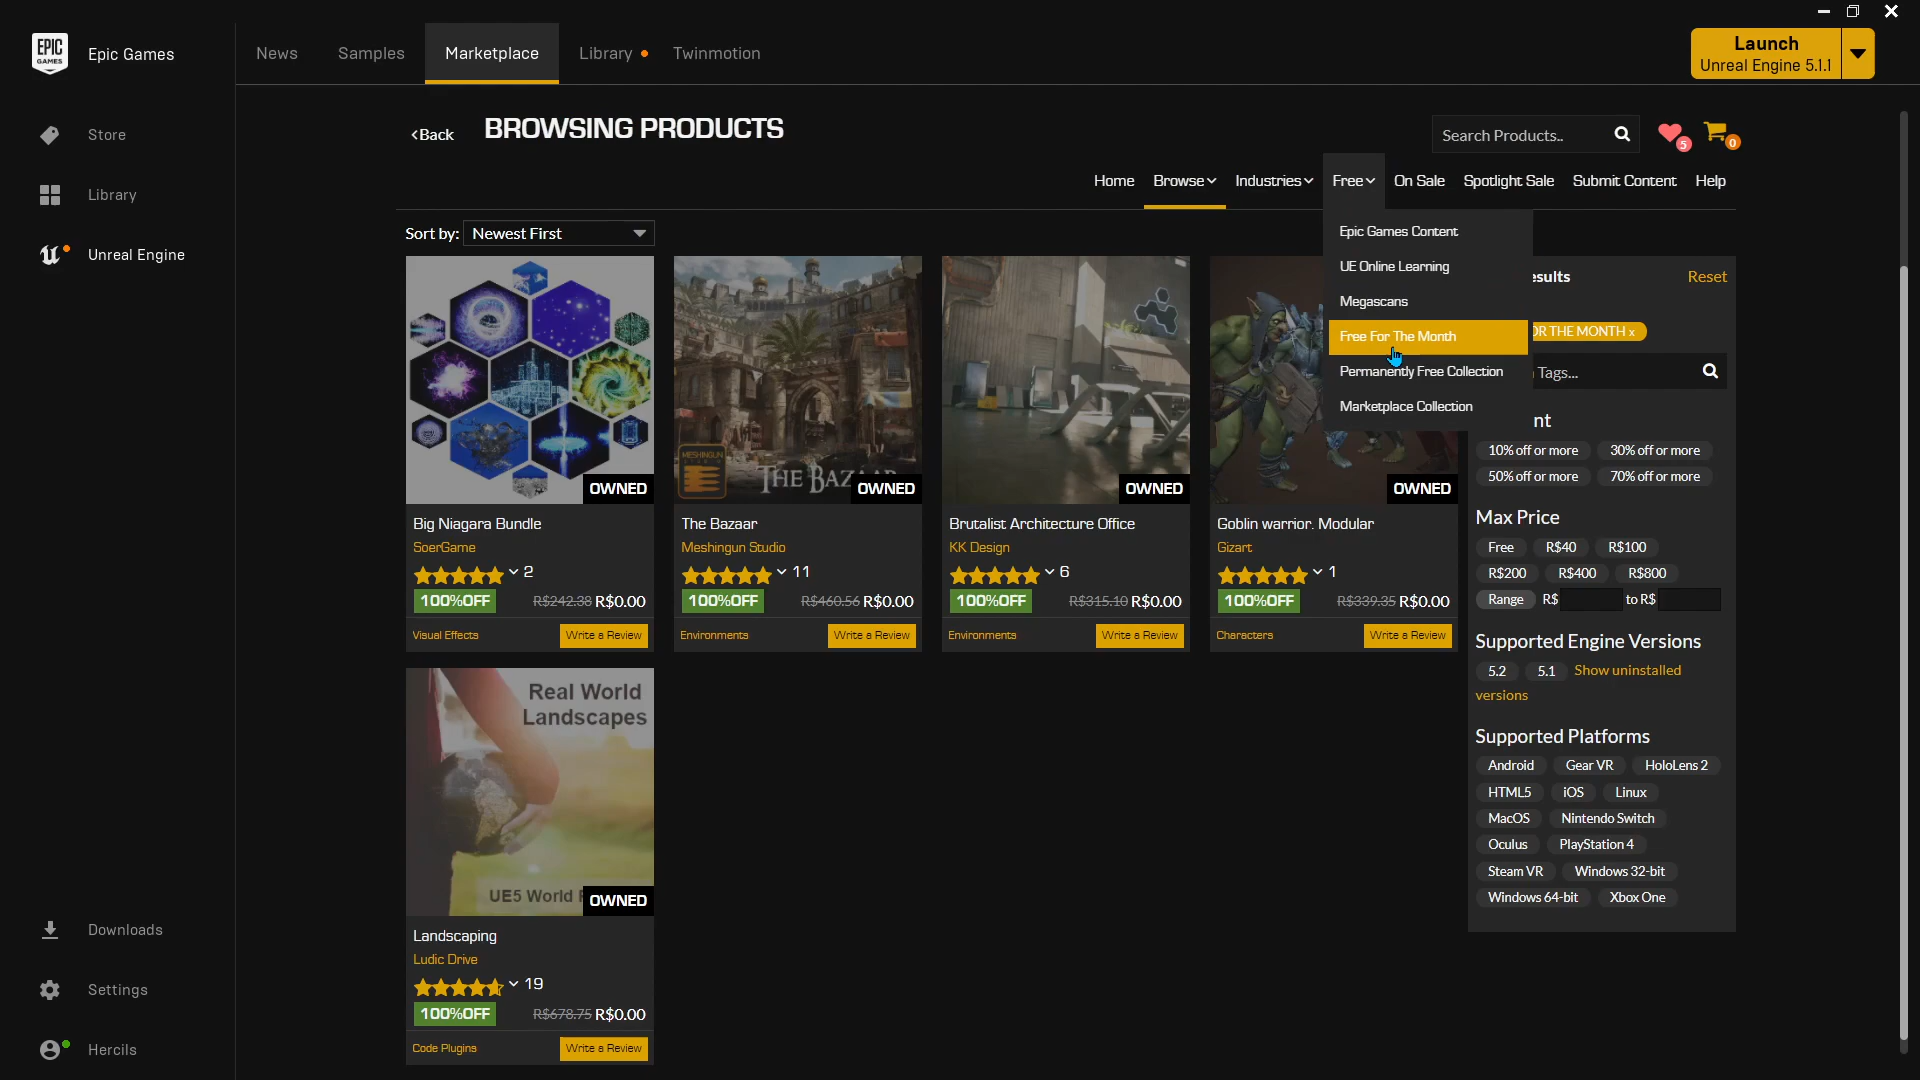 EPIC
GAMES
Epic Games
News
Samples
Marketplace
Library
Twinmotion
Launch
Unreal Engine 5.1.1
Store
Library
Unreal Engine
Downloads
Settings
Hercils
<Back
BROWSING PRODUCTS
Search Products..
5
0
Home
Browse
Industries
Free
On Sale
Spotlight Sale
Submit Content
Help
Sort by:
Newest First
Epic Games Content
UE Online Learning
Megascans
Free For The Month
Permanently Free Collection
Marketplace Collection
OWNED
Big Niagara Bundle
SoerGame
2
100%OFF
R$242.38 R$0.00
Visual Effects
Write a Review
MESHINGUN
STUDIO
THE BAZAAR
OWNED
The Bazaar
Meshingun Studio
11
100%OFF
R$460.56 R$0.00
Environments
Write a Review
OWNED
Brutalist Architecture Office
KK Design
6
100%OFF
R$315.10 R$0.00
Environments
Write a Review
OWNED
Goblin warrior. Modular
Gizart
1
100%OFF
R$339.35 R$0.00
Characters
Write a Review
Real World
Landscapes
UE5 World
OWNED
Landscaping
Ludic Drive
19
100%OFF
R$678.75 R$0.00
Code Plugins
Write a Review
esults
Reset
OR THE MONTH x
Tags...
nt
10% off or more
30% off or more
50% off or more
70% off or more
Max Price
Free
R$40
R$100
R$200
R$400
R$800
Range
R$
to R$
Supported Engine Versions
5.2
5.1
Show uninstalled
versions
Supported Platforms
Android
Gear VR
HoloLens 2
HTML5
iOS
Linux
MacOS
Nintendo Switch
Oculus
PlayStation 4
Steam VR
Windows 32-bit
Windows 64-bit
Xbox One